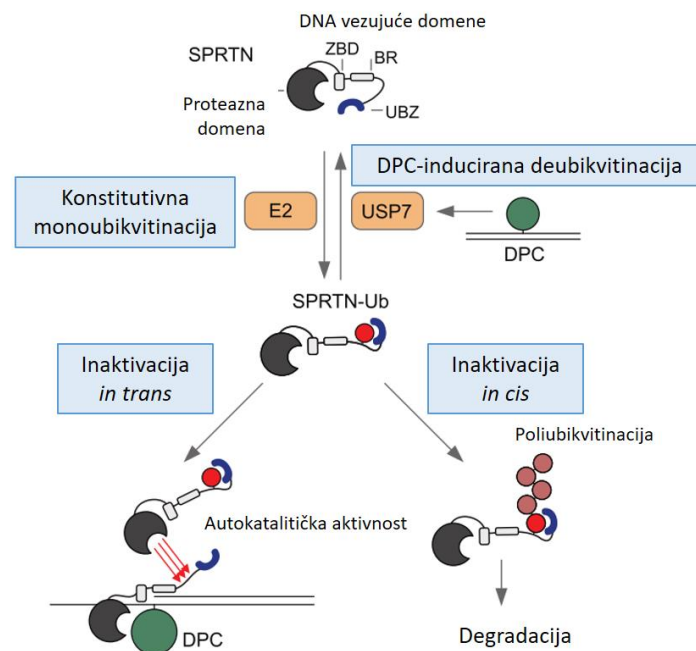 DNA vezujuće domene
SPRTN
ZBD
BR
Proteazna
domena
UBZ
DPC-inducirana deubikvitinacija
Konstitutivna
monoubikvitinacija
E2
USP7
DPC
SPRTN-Ub
Inaktivacija
in trans
Inaktivacija
in cis
Poliubikvitinacija
Autokatalitička aktivnost
DPC
Degradacija